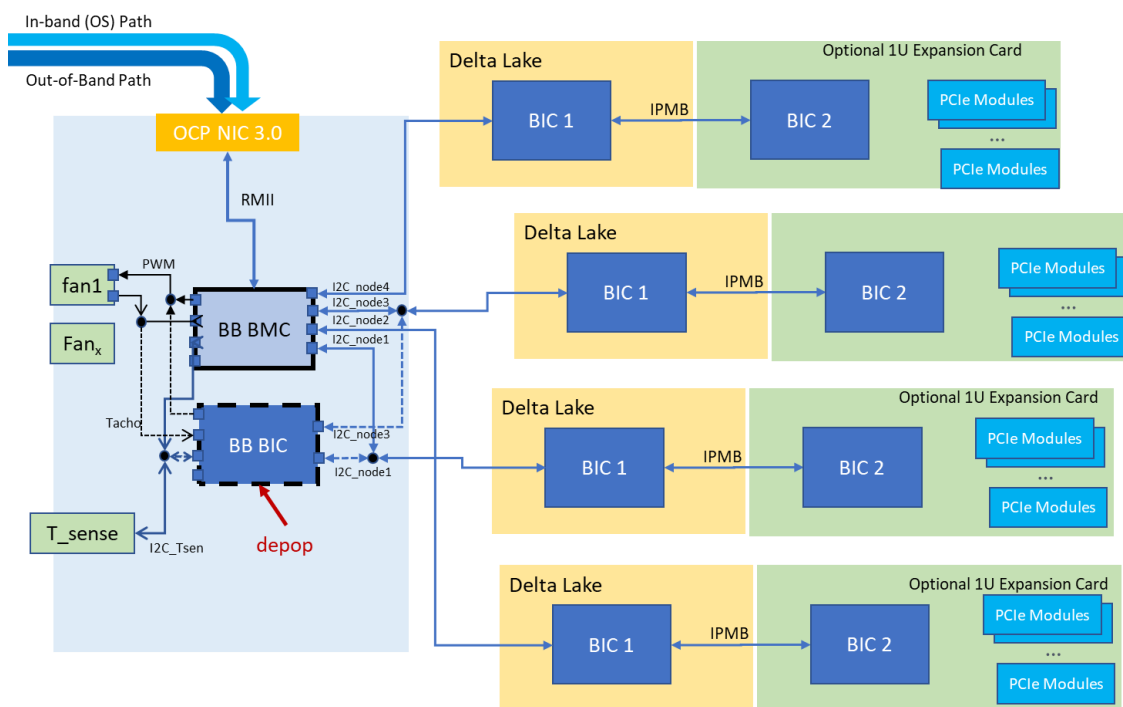 In-band (OS) Path
Out-of-Band Path
OCP NIC 3.0
RMII
PWM
fan1
Fanx
BB BMC
I2C_node4
I2C_node3
I2C_node2
I2C_node1
Tacho
BB BIC
I2C_node3
I2C_node1
depop
T_sense
I2C_Tsen
Delta Lake
BIC 1
IPMB
Optional 1U Expansion Card
BIC 2
PCIe Modules
...
PCIe Modules
Delta Lake
BIC 1
IPMB
BIC 2
PCIe Modules
...
PCIe Modules
Delta Lake
BIC 1
IPMB
Optional 1U Expansion Card
BIC 2
PCIe Modules
...
PCIe Modules
Delta Lake
BIC 1
IPMB
Optional 1U Expansion Card
BIC 2
PCIe Modules
...
PCIe Modules